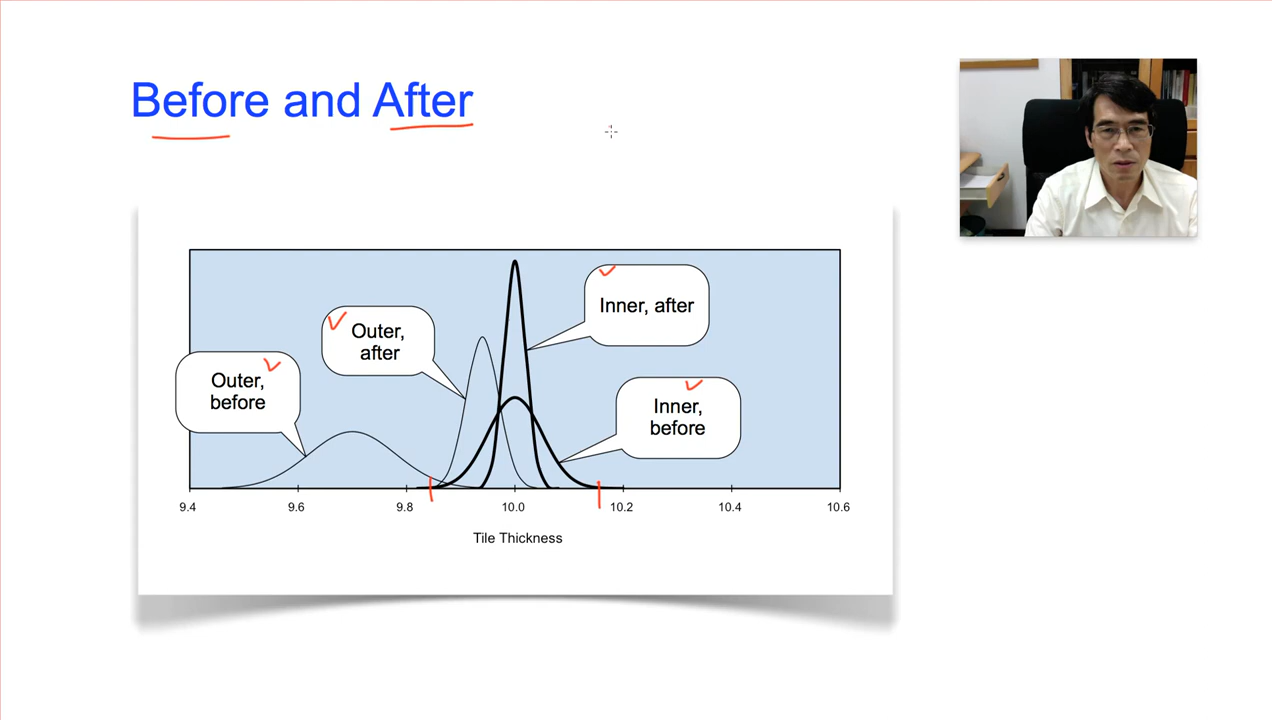 Before and After
Inner, after
Outer,
after
Outer,
before
Inner,
before
9.4 9.6 9.8 10.0 10.2 10.4 10.6
Tile Thickness